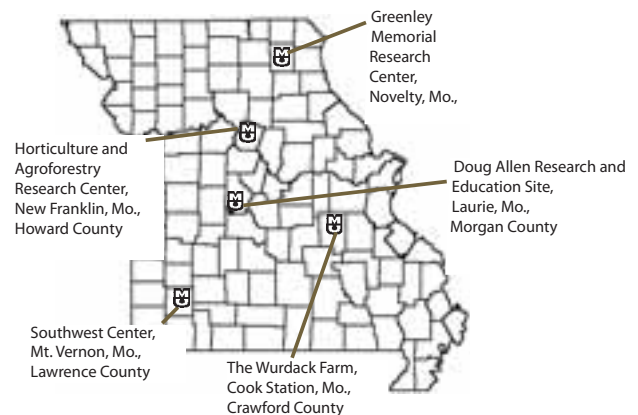 Greenley
Memorial
Research
Center,
Novelty, Mo.,
Horticulture and
Agroforestry
Research Center,
New Franklin, Mo.,
Howard County
Doug Allen Research and
Education Site,
Laurie, Mo.,
Morgan County
Southwest Center,
Mt. Vernon, Mo.,
Lawrence County
The Wurdack Farm,
Cook Station, Mo.,
Crawford County